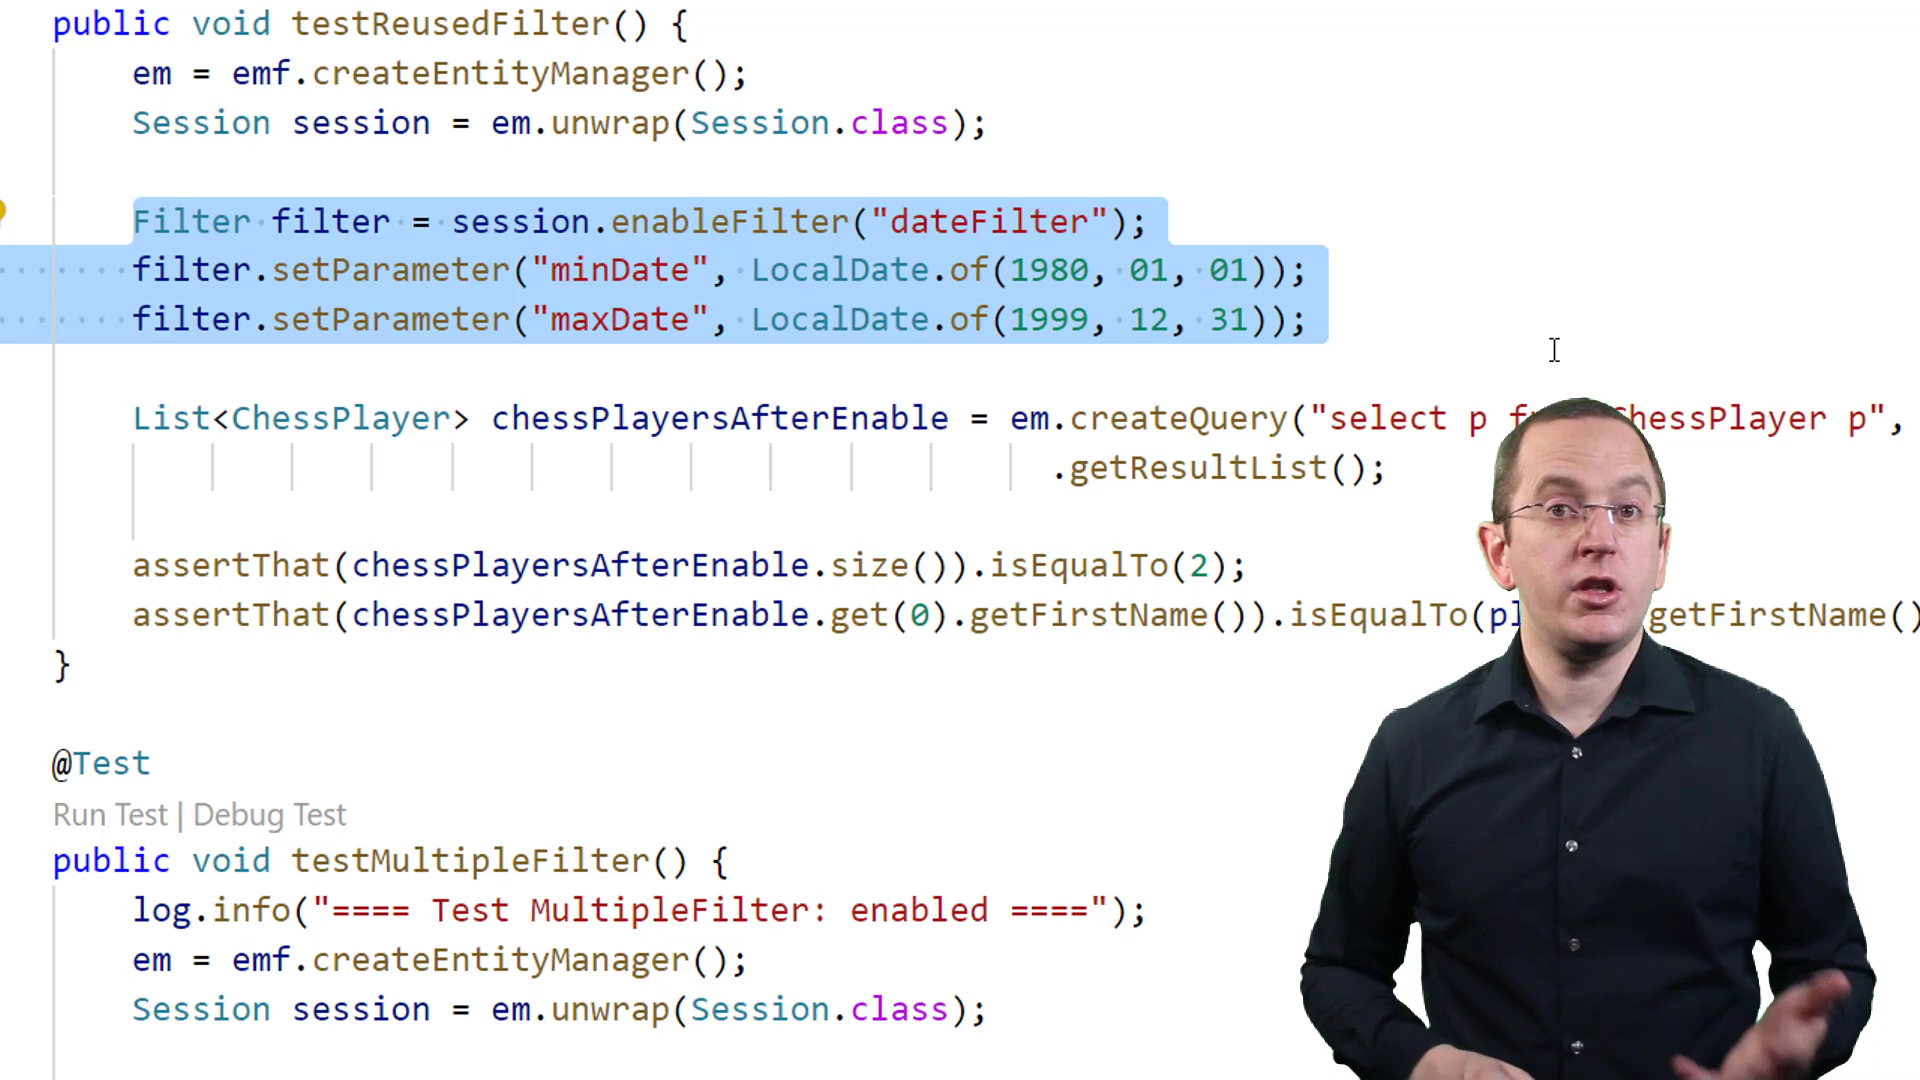 public void testReusedFilter() {
em = emf.createEntityManager();
Session session = em.unwrap(Session.class);
Filter filter = session.enableFilter("dateFilter");
filter.setParameter("minDate", LocalDate.of(1980, 01, 01));
filter.setParameter("maxDate", LocalDate.of(1999, 12, 31));
List<ChessPlayer> chessPlayersAfterEnable = em.createQuery("select p ChessPlayer p",
.getResultList();
assertThat(chessPlayersAfterEnable.size()).isEqualTo(2);
assertThat(chessPlayersAfterEnable.get(0).getFirstName()).isEqualTo( getFirstName()
}
@Test
Run Test | Debug Test
public void testMultipleFilter() {
log.info("==== Test MultipleFilter: enabled ====");
em = emf.createEntityManager();
Session session = em.unwrap(Session.class);